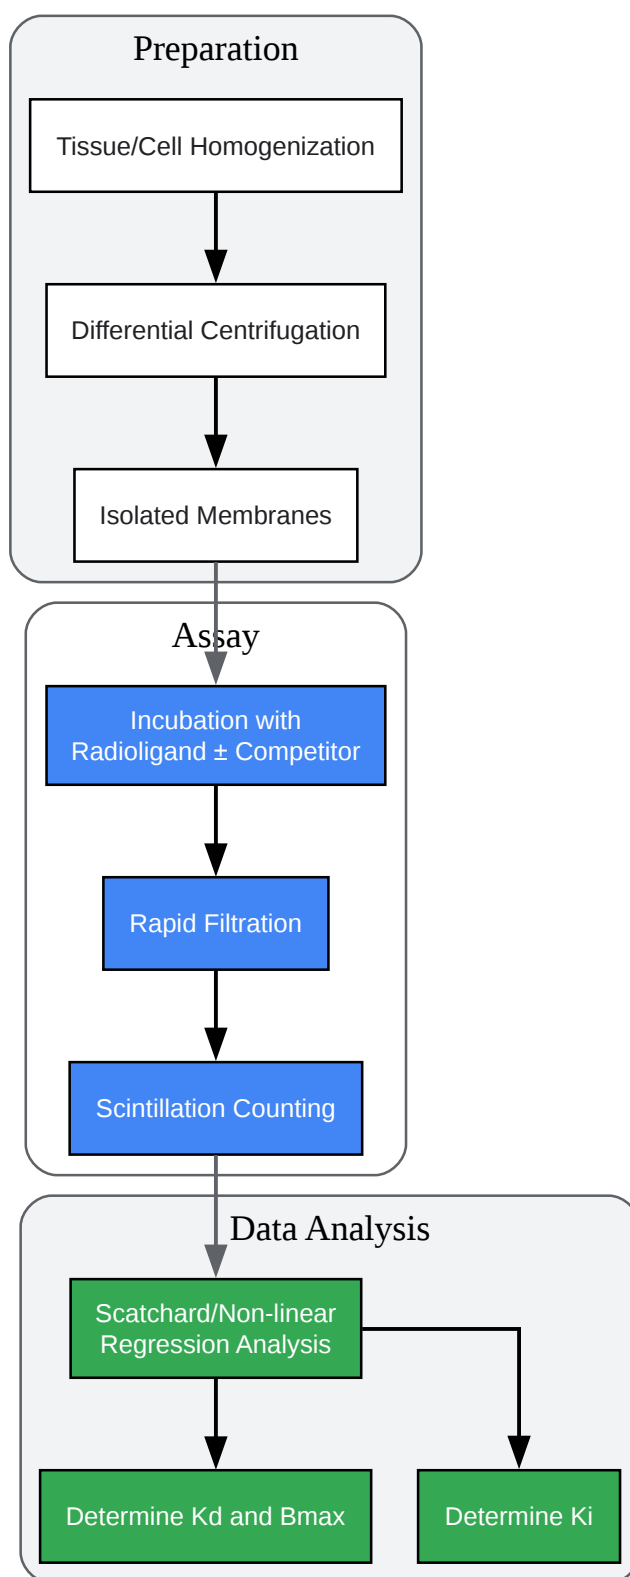 Preparation
Tissue/Cell Homogenization
Differential Centrifugation
Isolated Membranes
Assay
Incubation with
Radioligand ± Competitor
Rapid Filtration
Scintillation Counting
Data Analysis
Scatchard/Non-linear
Regression Analysis
Determine Kd and Bmax
Determine Ki